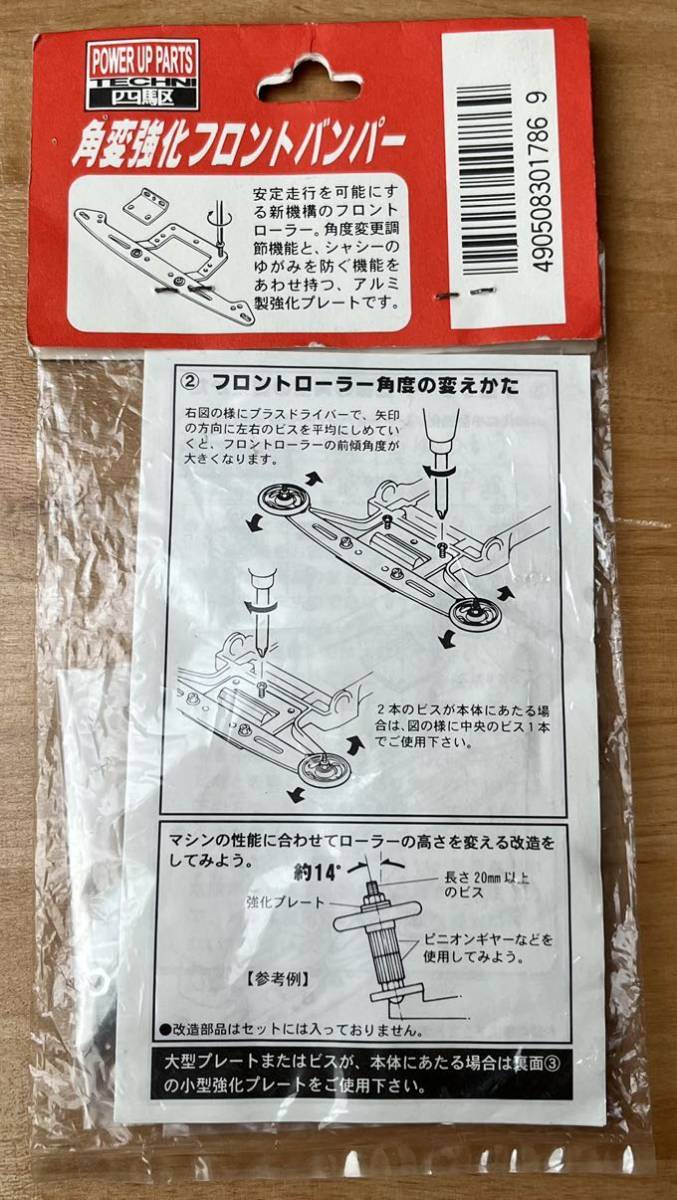 POWER UP PARTS
TECHNI
四駆
角変強化フロントバンパー
安定走行を可能にす
る新機構のフロント
ローラー。角度変更調
節機能と、シャシーの
ゆがみを防ぐ機能を
あわせ持つ、アルミ
製強化プレートです。
4905083017869
② フロントローラー角度の変えかた
右図の様にプラスドライバーで、矢印
の方向に左右のビスを平均にしめてい
くと、フロントローラーの前傾角度が
大きくなります。
2本のビスが本体にあたる場
合は、図の様に中央のビス1本
でご使用下さい。
マシンの性能に合わせてローラーの高さを変える改造を
してみよう。
約14°
長さ20mm以上
のビス
強化プレート
ピニオンギヤーなどを
使用してみよう。
【参考例】
●改造部品はセットには入っておりません。
大型プレートまたはビスが、本体にあたる場合は裏面③
の小型強化プレートをご使用下さい。